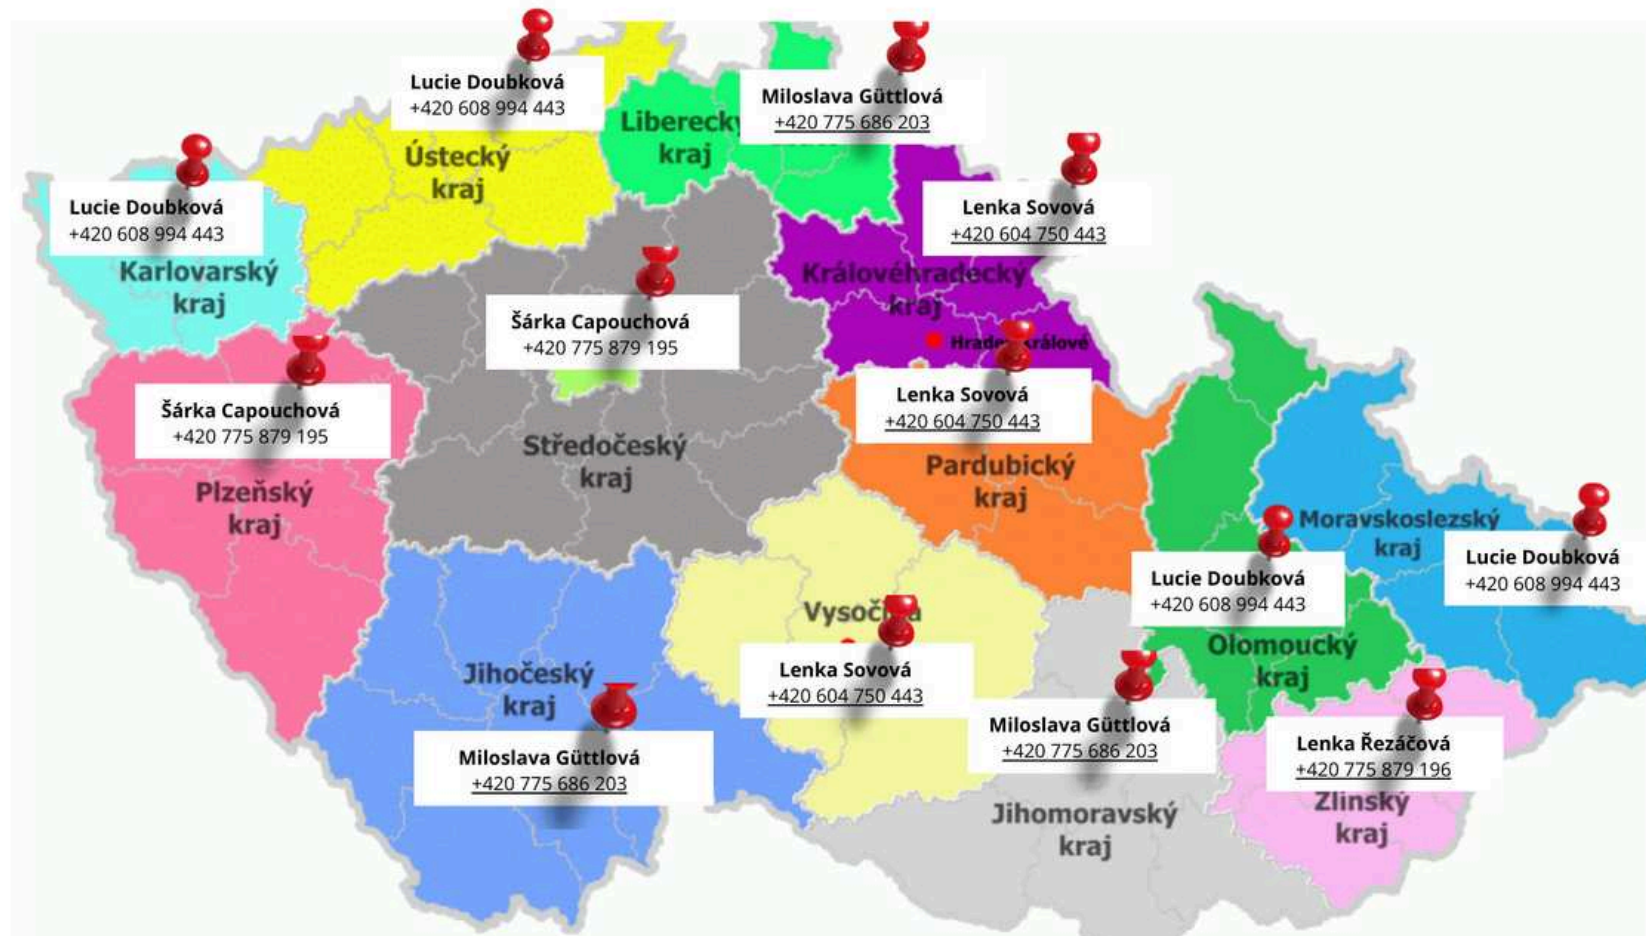 Lucie Doubková
+420 608 994 443
Ústecký
kraj
Liberecký
kraj
Miloslava Güttlová
+420 775 686 203
Lucie Doubková
+420 608 994 443
Karlovarský
kraj
Lenka Sovová
+420 604 750 443
Královéhradecký
kraj
Šárka Capouchová
+420 775 879 195
Hradec králové
Lenka Sovová
+420 604 750 443
Pardubický
kraj
Šárka Capouchová
+420 775 879 195
Plzeňský
kraj
Středočeský
kraj
Moravskoslezský
kraj
Lucie Doubková
+420 608 994 443
Lucie Doubková
+420 608 994 443
Olomoucký
kraj
Vysočina
Lenka Sovová
+420 604 750 443
Jihočeský
kraj
Miloslava Güttlová
+420 775 686 203
Miloslava Güttlová
+420 775 686 203
Jihomoravský
kraj
Lenka Řezáčová
+420 775 879 196
Zlínský
kraj